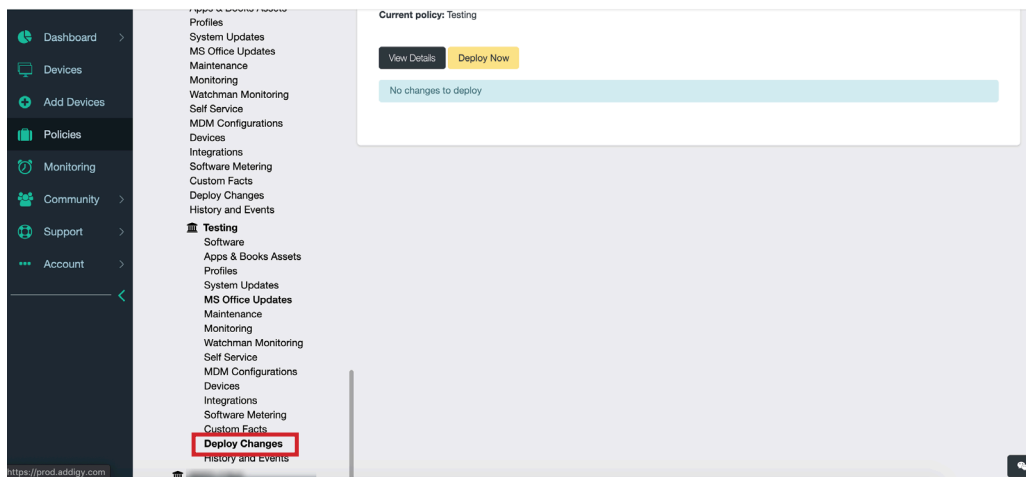 Dashboard
Devices
Add Devices
Policies
Monitoring
Community
Support
Account
Apps & Books Assets
Profiles
System Updates
MS Office Updates
Maintenance
Monitoring
Watchman Monitoring
Self Service
MDM Configurations
Devices
Integrations
Software Metering
Custom Facts
Deploy Changes
History and Events
Testing
Software
Apps & Books Assets
Profiles
System Updates
MS Office Updates
Maintenance
Monitoring
Watchman Monitoring
Self Service
MDM Configurations
Devices
Integrations
Software Metering
Custom Facts
Deploy Changes
History and Events
Current policy: Testing
View Details Deploy Now
No changes to deploy
https://prod.addigy.com